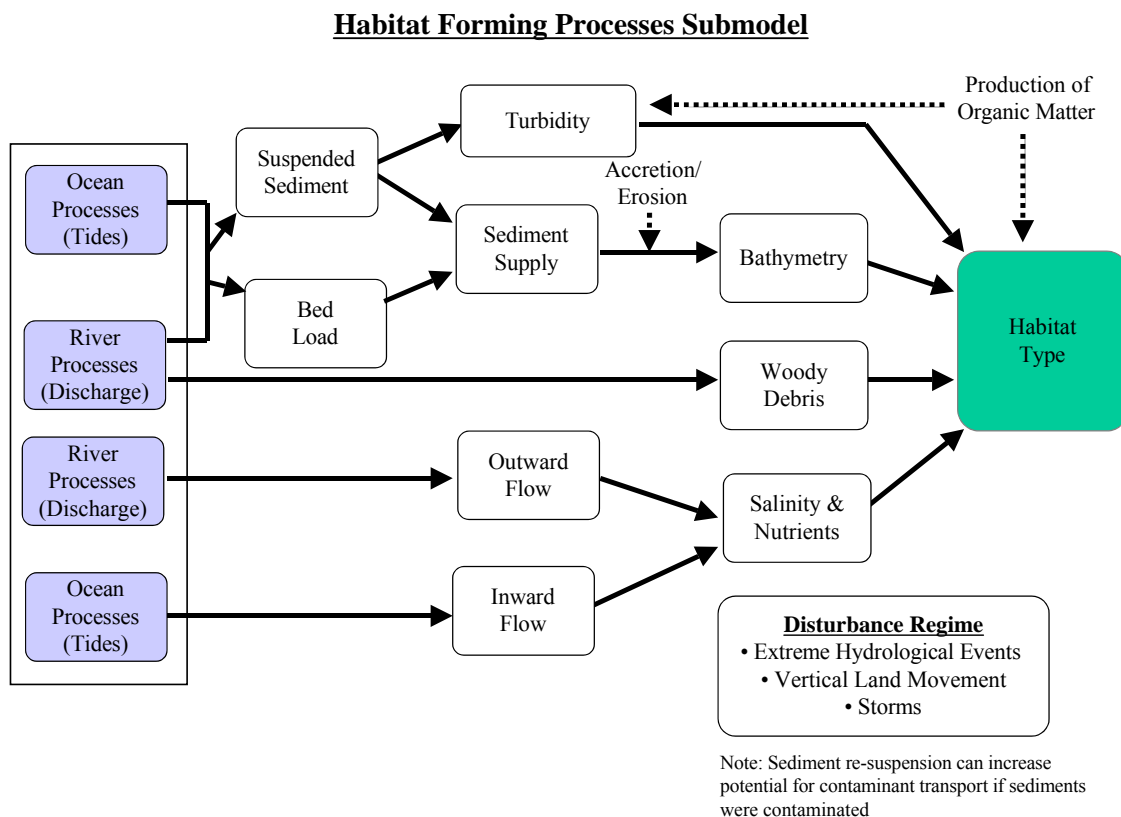 Habitat Forming Processes Submodel
Production of
Organic Matter
Turbidity
Suspended
Sediment
Accretion/
Erosion
Ocean
Processes
(Tides)
Sediment
Supply
Bathymetry
Bed
Load
Habitat
Type
River
Processes
(Discharge)
Woody
Debris
River
Processes
(Discharge)
Outward
Flow
Salinity &
Nutrients
Ocean
Processes
(Tides)
Inward
Flow
Disturbance Regime
• Extreme Hydrological Events
• Vertical Land Movement
• Storms
Note: Sediment re-suspension can increase
potential for contaminant transport if sediments
were contaminated